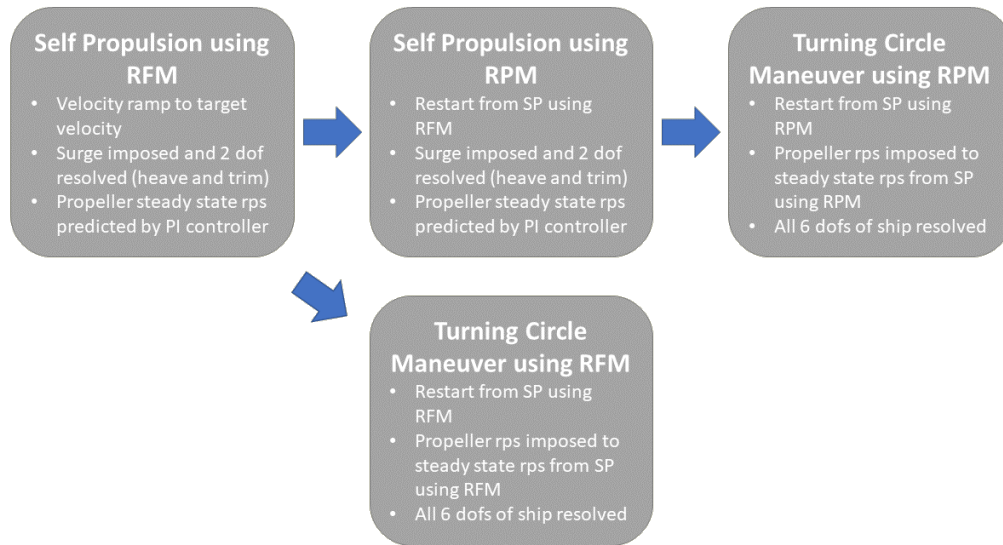 Self Propulsion using
RFM
• Velocity ramp to target
velocity
• Surge imposed and 2 dof
resolved (heave and trim)
• Propeller steady state rps
predicted by PI controller
Self Propulsion using
RPM
• Restart from SP using
RFM
• Surge imposed and 2 dof
resolved (heave and trim)
• Propeller steady state rps
predicted by PI controller
Turning Circle
Maneuver using RPM
• Restart from SP using
RPM
• Propeller rps imposed to
steady state rps from SP
using RPM
• All 6 dofs of ship resolved
Turning Circle
Maneuver using RFM
• Restart from SP using
RFM
• Propeller rps imposed to
steady state rps from SP
using RFM
• All 6 dofs of ship resolved